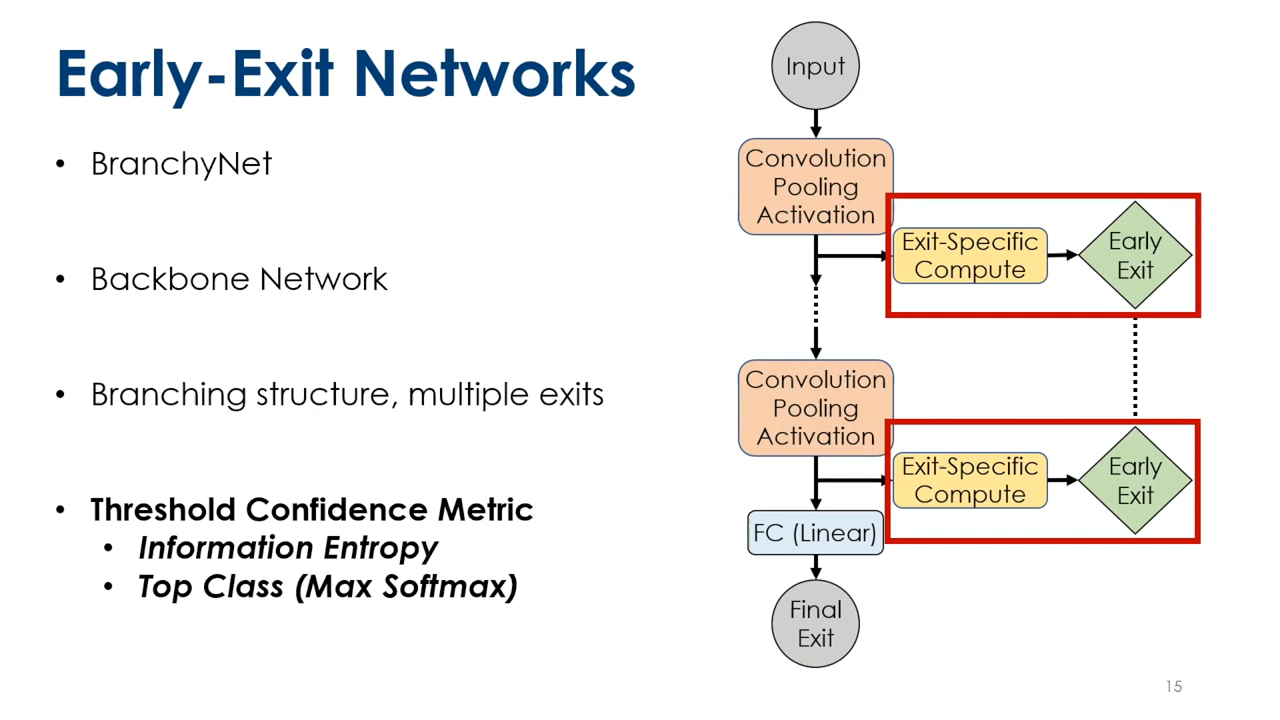 Early-Exit Networks
• BranchyNet
• Backbone Network
• Branching structure, multiple exits
• Threshold Confidence Metric
• Information Entropy
• Top Class (Max Softmax)
Input
Convolution
Pooling
Activation
Exit-Specific
Compute
Early
Exit
Convolution
Pooling
Activation
Exit-Specific
Compute
Early
Exit
FC (Linear)
Final
Exit
15